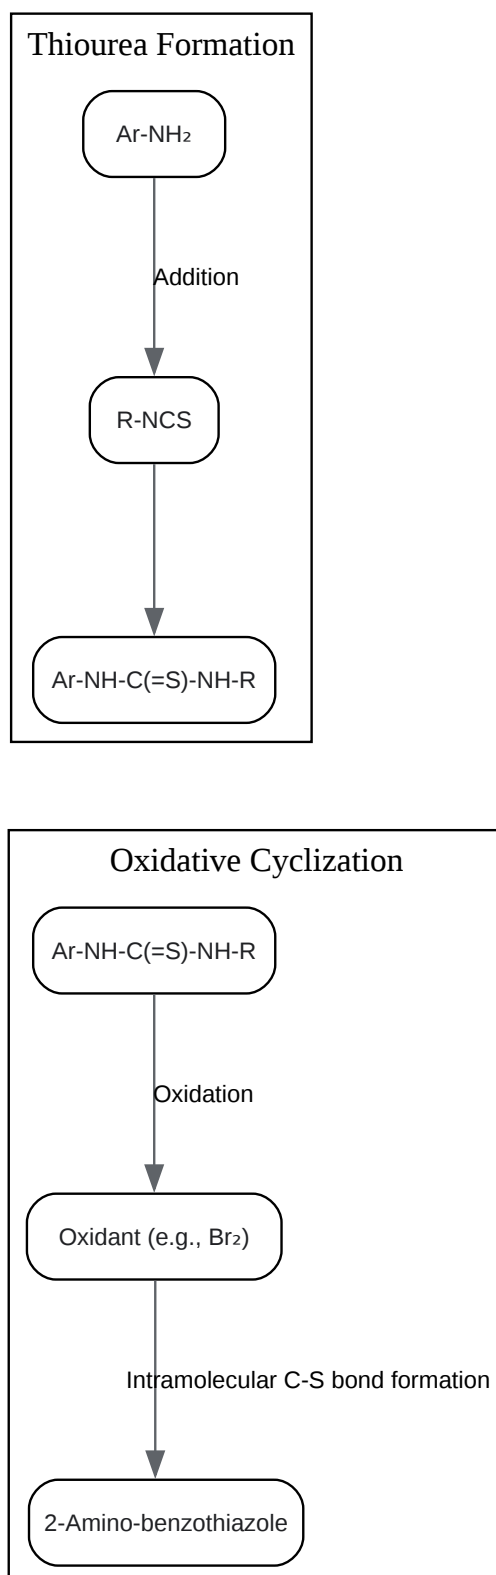 Thiourea Formation
Ar-NH₂
Addition
R-NCS
Ar-NH-C(=S)-NH-R
Oxidative Cyclization
Ar-NH-C(=S)-NH-R
Oxidation
Oxidant (e.g., Br₂)
Intramolecular C-S bond formation
2-Amino-benzothiazole